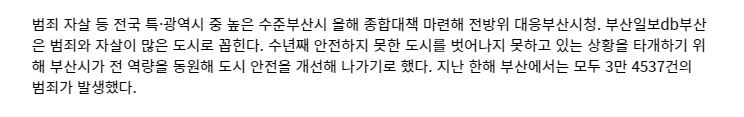 범죄 자살 등 전국 특·광역시 중 높은 수준부산시 올해 종합대책 마련해 전방위 대응부산시청. 부산일보db부산
은 범죄와 자살이 많은 도시로 꼽힌다. 수년째 안전하지 못한 도시를 벗어나지 못하고 있는 상황을 타개하기 위
해 부산시가 전 역량을 동원해 도시 안전을 개선해 나가기로 했다. 지난 한해 부산에서는 모두 3만 4537건의
범죄가 발생했다.